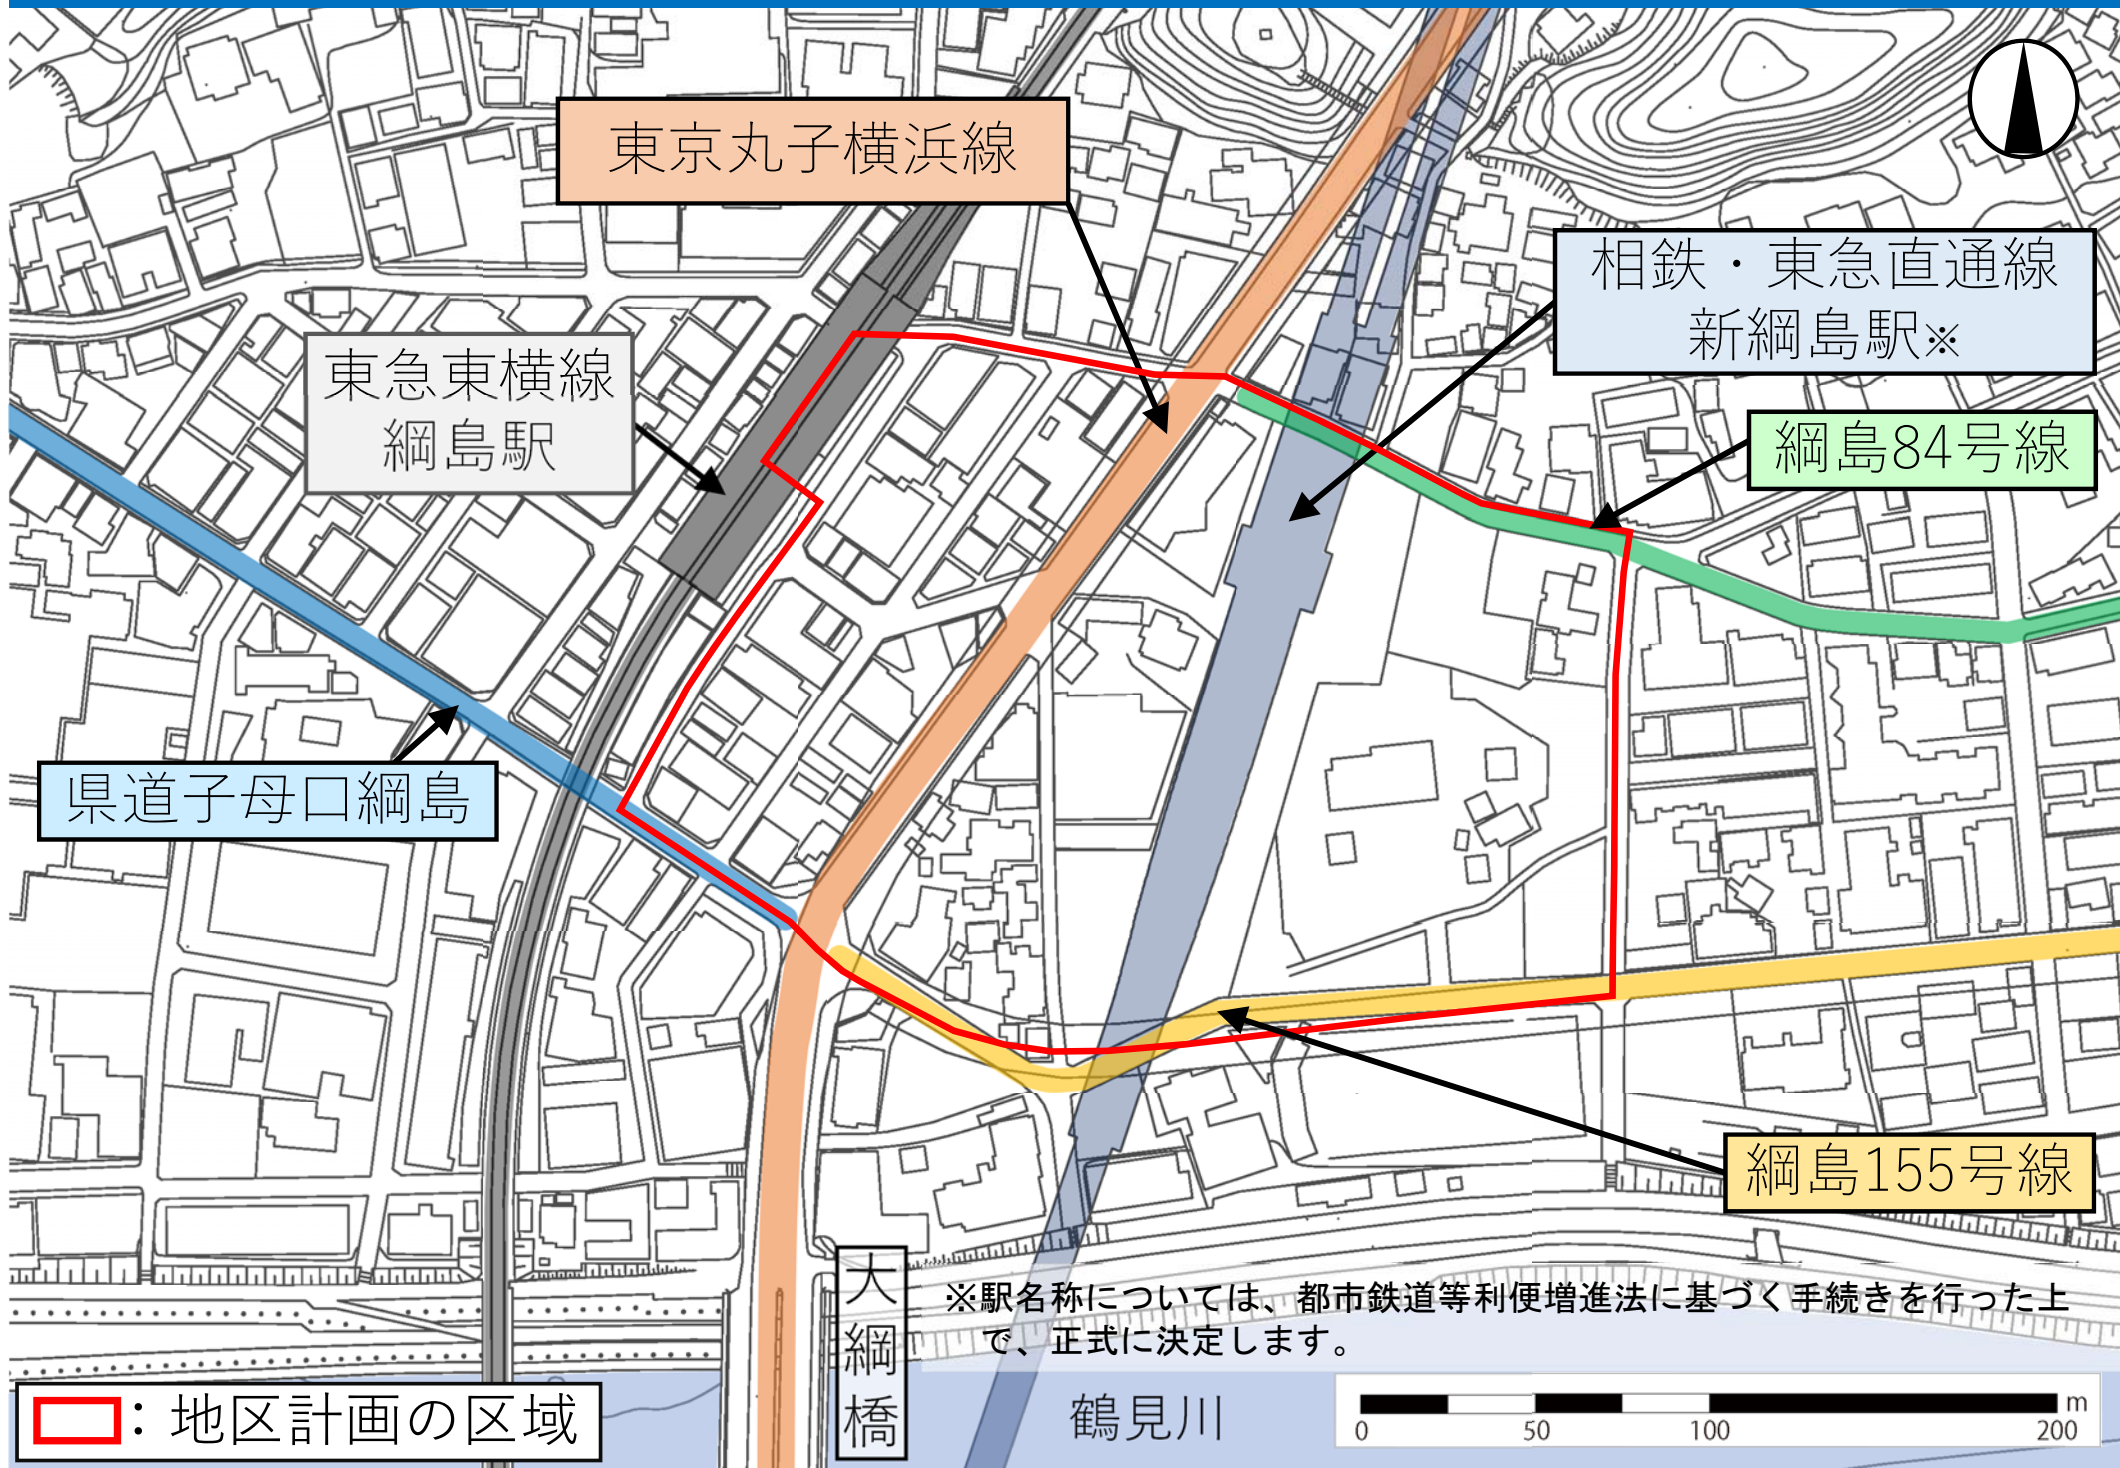 東京丸子横浜線
相鉄・東急直通線
新綱島駅※
東急東横線
綱島駅
綱島84号線
県道子母口綱島
綱島155号線
大綱橋
※駅名称については、都市鉄道等利便増進法に基づく手続きを行った上
で、正式に決定します。
：地区計画の区域
鶴見川
m
0 50 100 200